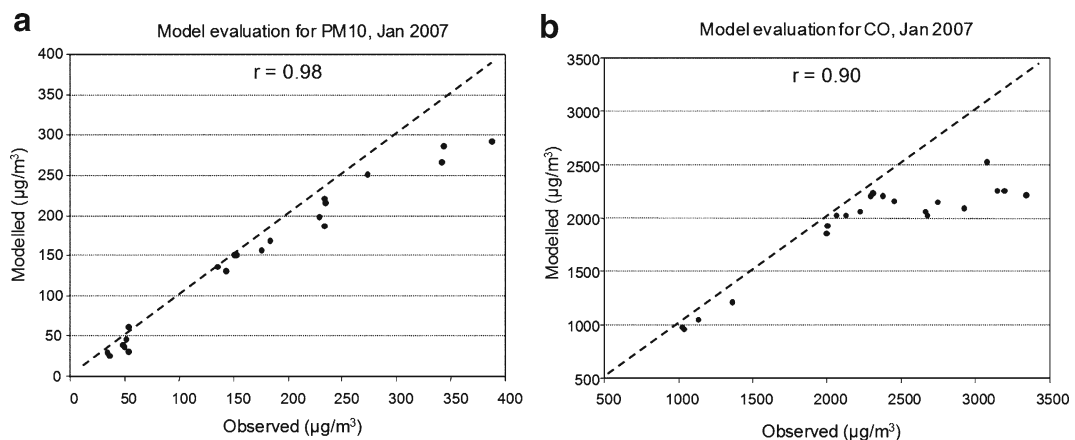 a
Model evaluation for PM10, Jan 2007
r = 0.98
Modelled (µg/m³)
400
350
300
250
200
150
100
50
0
0 50 100 150 200 250 300 350 400
Observed (µg/m³)
b
Model evaluation for CO, Jan 2007
r = 0.90
Modelled (µg/m³)
3500
3000
2500
2000
1500
1000
500
500 1000 1500 2000 2500 3000 3500
Observed (µg/m³)